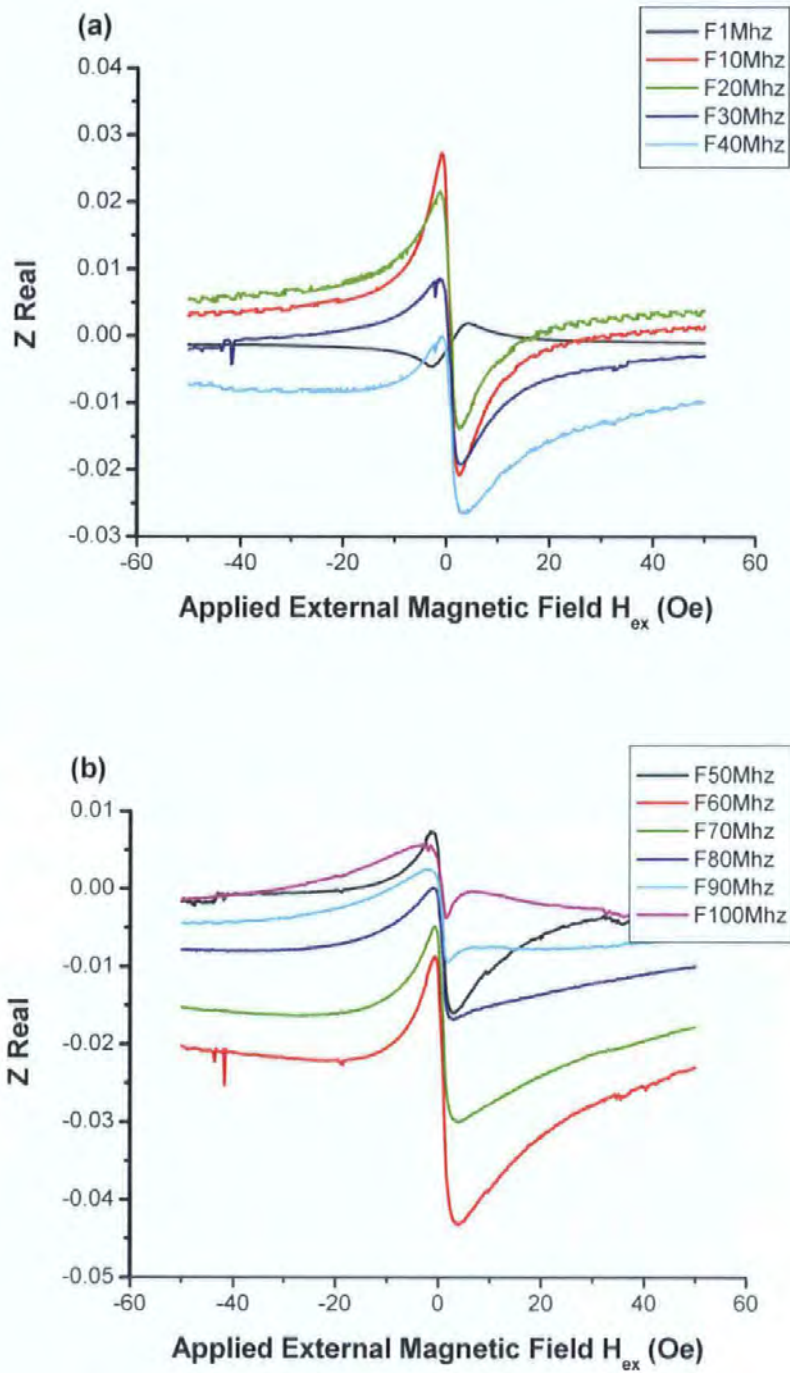 (a)
F1Mhz
F10Mhz
F20Mhz
F30Mhz
F40Mhz
0.04
0.03
0.02
0.01
0.00
-0.01
-0.02
-0.03
Z Real
-60 -40 -20 0 20 40 60
Applied External Magnetic Field Hex (Oe)
(b)
F50Mhz
F60Mhz
F70Mhz
F80Mhz
F90Mhz
F100Mhz
0.01
0.00
-0.01
-0.02
-0.03
-0.04
-0.05
Z Real
-60 -40 -20 0 20 40 60
Applied External Magnetic Field Hex (Oe)